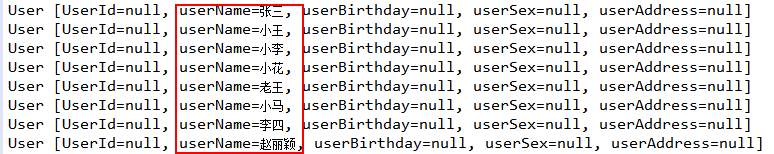 User [UserId=null, userName=张三, userBirthday=null, userSex=null, userAddress=null]
User [UserId=null, userName=小王, userBirthday=null, userSex=null, userAddress=null]
User [UserId=null, userName=小李, userBirthday=null, userSex=null, userAddress=null]
User [UserId=null, userName=小花, userBirthday=null, userSex=null, userAddress=null]
User [UserId=null, userName=老王, userBirthday=null, userSex=null, userAddress=null]
User [UserId=null, userName=小马, userBirthday=null, userSex=null, userAddress=null]
User [UserId=null, userName=李四, userBirthday=null, userSex=null, userAddress=null]
User [UserId=null, userName=赵丽颖, userBirthday=null, userSex=null, userAddress=null]